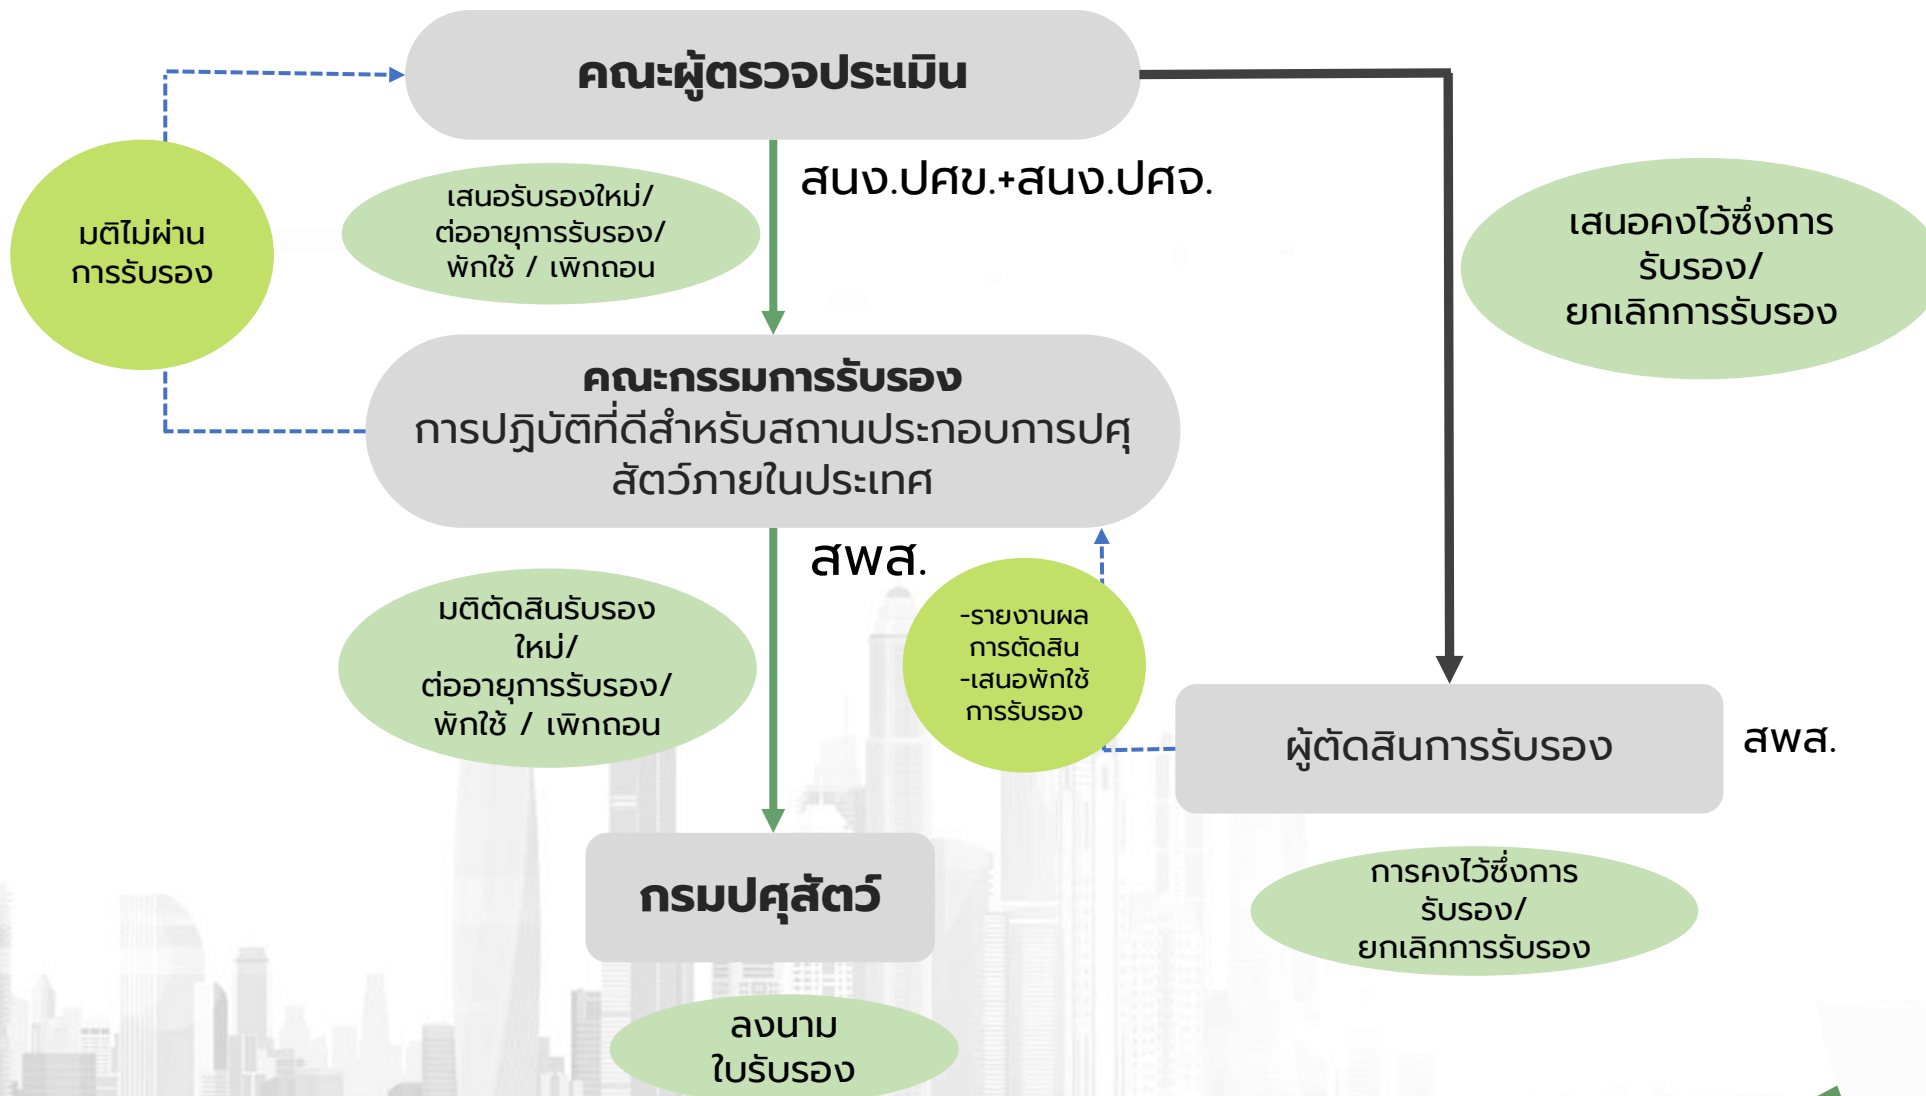 คณะผู้ตรวจประเมิน
สนง.ปศข.+สนง.ปศจ.
เสนอรับรองใหม่/
ต่ออายุการรับรอง/
พักใช้ / เพิกถอน
มติไม่ผ่าน
การรับรอง
เสนอคงไว้ซึ่งการ
รับรอง/
ยกเลิกการรับรอง
คณะกรรมการรับรอง
การปฏิบัติที่ดีสำหรับสถานประกอบการปศุ
สัตว์ภายในประเทศ
สพส.
มติตัดสินรับรอง
ใหม่/
ต่ออายุการรับรอง/
พักใช้ / เพิกถอน
-รายงานผล
การตัดสิน
-เสนอพักใช้
การรับรอง
ผู้ตัดสินการรับรอง
สพส.
การคงไว้ซึ่งการ
รับรอง/
ยกเลิกการรับรอง
กรมปศุสัตว์
ลงนาม
ใบรับรอง